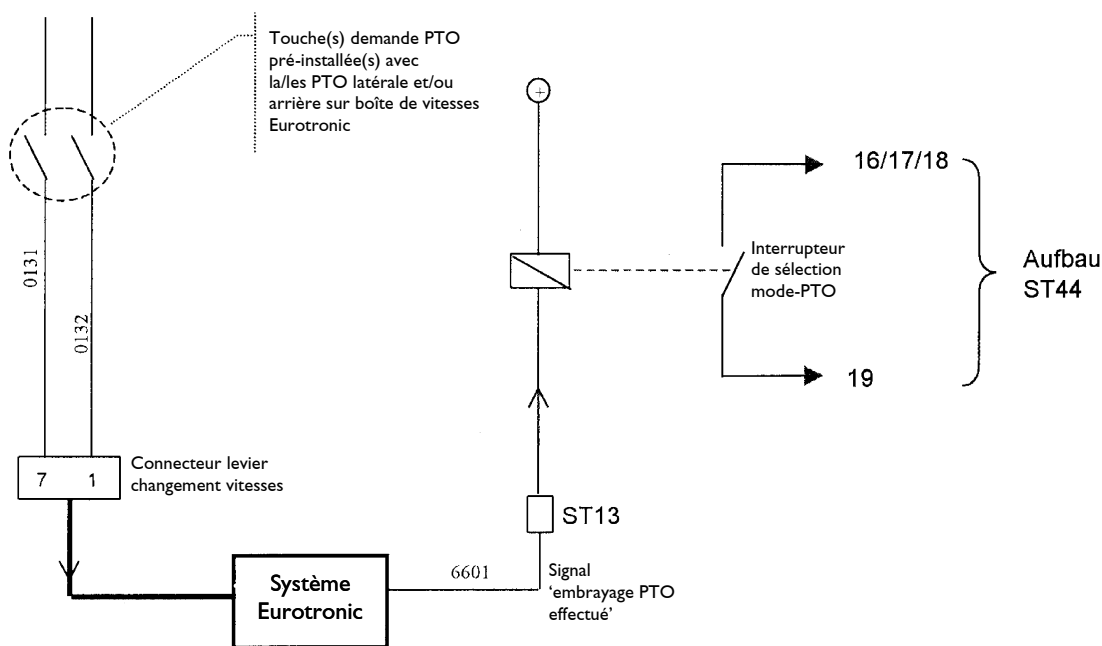 Touche(s) demande PTO
pré-installée(s) avec
la/les PTO latérale et/ou
arrière sur boîte de vitesses
Eurotronic
+
16/17/18
Interrupteur
de sélection
mode-PTO
Aufbau
ST44
19
0131
0132
7 1
Connecteur levier
changement vitesses
ST13
6601
Signal
‘embrayage PTO
effectué’
Système
Eurotronic